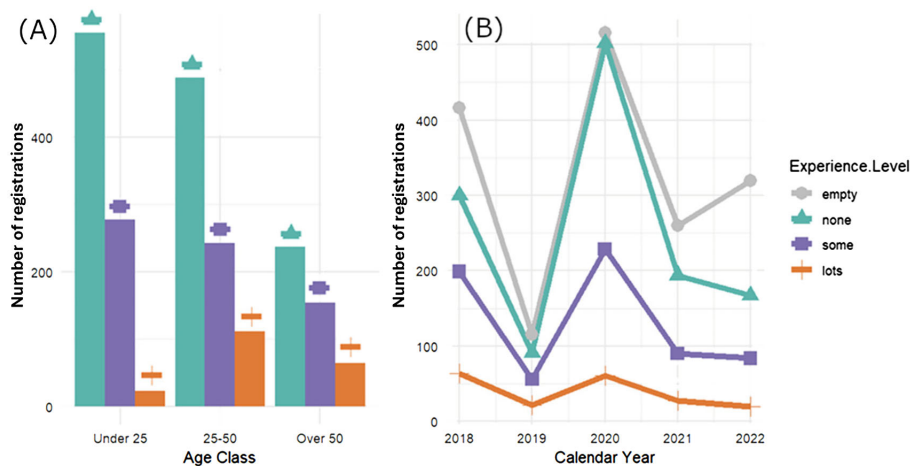 (A)
Number of registrations
400
200
0
Under 25
25-50
Over 50
Age Class
(B)
Number of registrations
500
400
300
200
100
0
2018
2019
2020
2021
2022
Calendar Year
Experience.Level
empty
none
some
lots